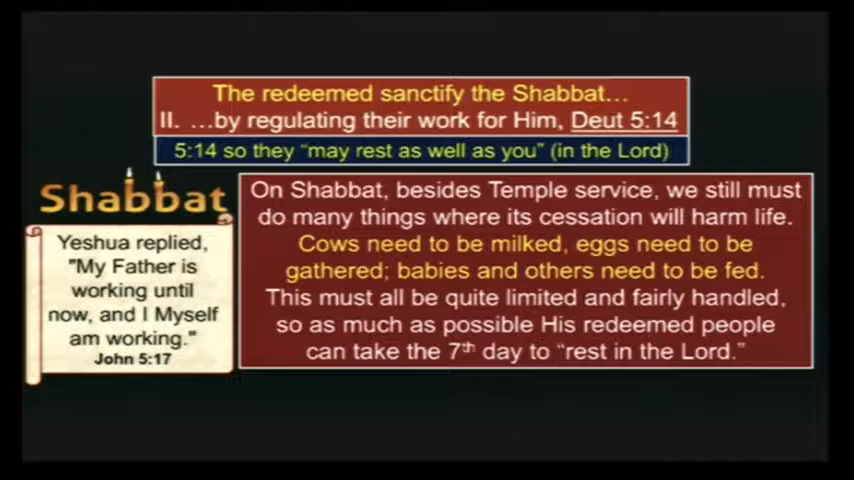 The redeemed sanctify the Shabbat…
II. …by regulating their work for Him, Deut 5:14
5:14 so they “may rest as well as you” (in the Lord)
Shabbat
Yeshua replied,
"My Father is
working until
now, and I Myself
am working."
John 5:17
On Shabbat, besides Temple service, we still must
do many things where its cessation will harm life.
Cows need to be milked, eggs need to be
gathered; babies and others need to be fed.
This must all be quite limited and fairly handled,
so as much as possible His redeemed people
can take the 7th day to “rest in the Lord.”